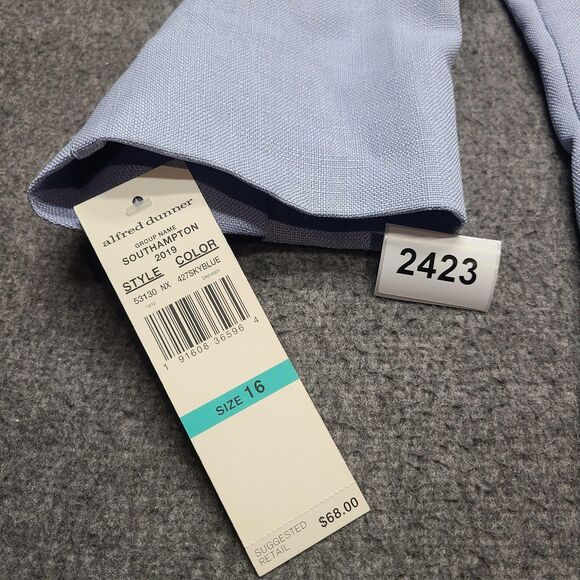 alfred dunner
GROUP NAME
SOUTHAMPTON
2019
STYLE COLOR
53130 NX 427SKYBLUE
1 91608 36596 4
SIZE 16
SUGGESTED
RETAIL $68.00
2423